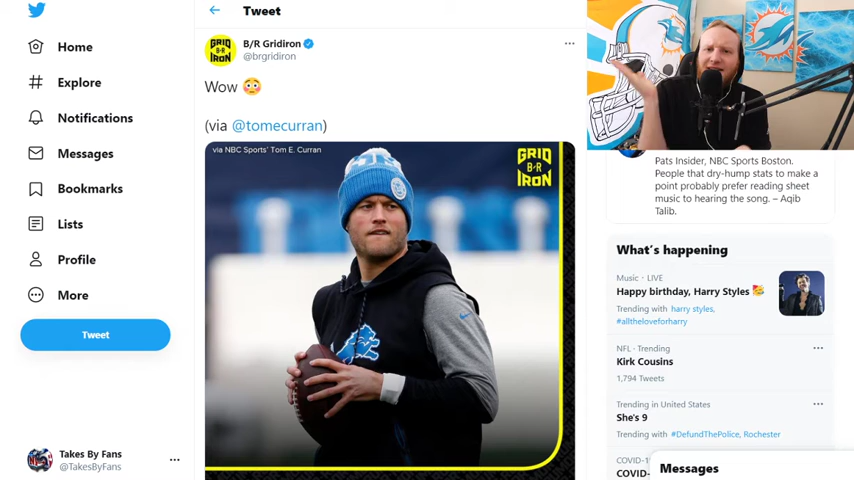 Home
Explore
Notifications
Messages
Bookmarks
Lists
Profile
More
Tweet
Takes By Fans
@TakesByFans
Tweet
B/R Gridiron
@brgridiron
Wow 😳
(via @tomecurran)
via NBC Sports' Tom E. Curran
GRID
B/R
IRON
Pats Insider, NBC Sports Boston.
People that dry-hump stats to make a
point probably prefer reading sheet
music to hearing the song. – Aqib
Talib.
What's happening
Music · LIVE
Happy birthday, Harry Styles 🥳
Trending with harry styles,
#alltheloveforharry
NFL · Trending
Kirk Cousins
1,794 Tweets
Trending in United States
She's 9
Trending with #DefundThePolice, Rochester
COVID-1
COVID-
Messages